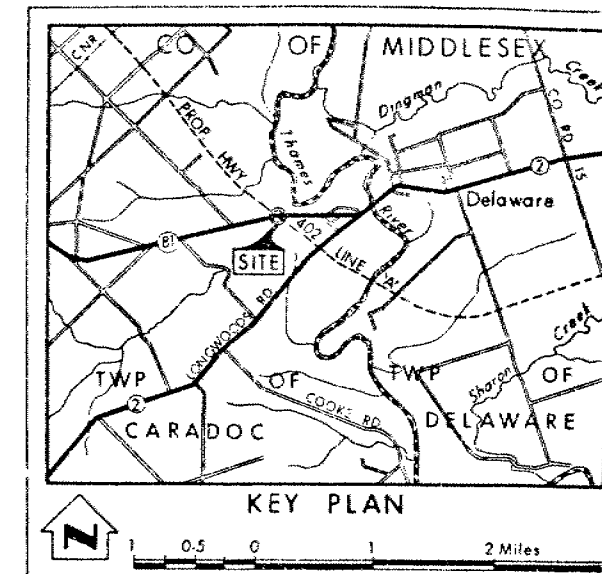 CO OF MIDDLESEX
CNR
PROP HWY 402 LINE 'A'
Thames River
Dingman Creek
CO RD 15
2
Delaware
81
SITE
LONGWOODS RD
TWP OF CARADOC
2
COOKS RD
TWP OF DELAWARE
Sharon Creek
KEY PLAN
N
1 0·5 0 1 2 Miles